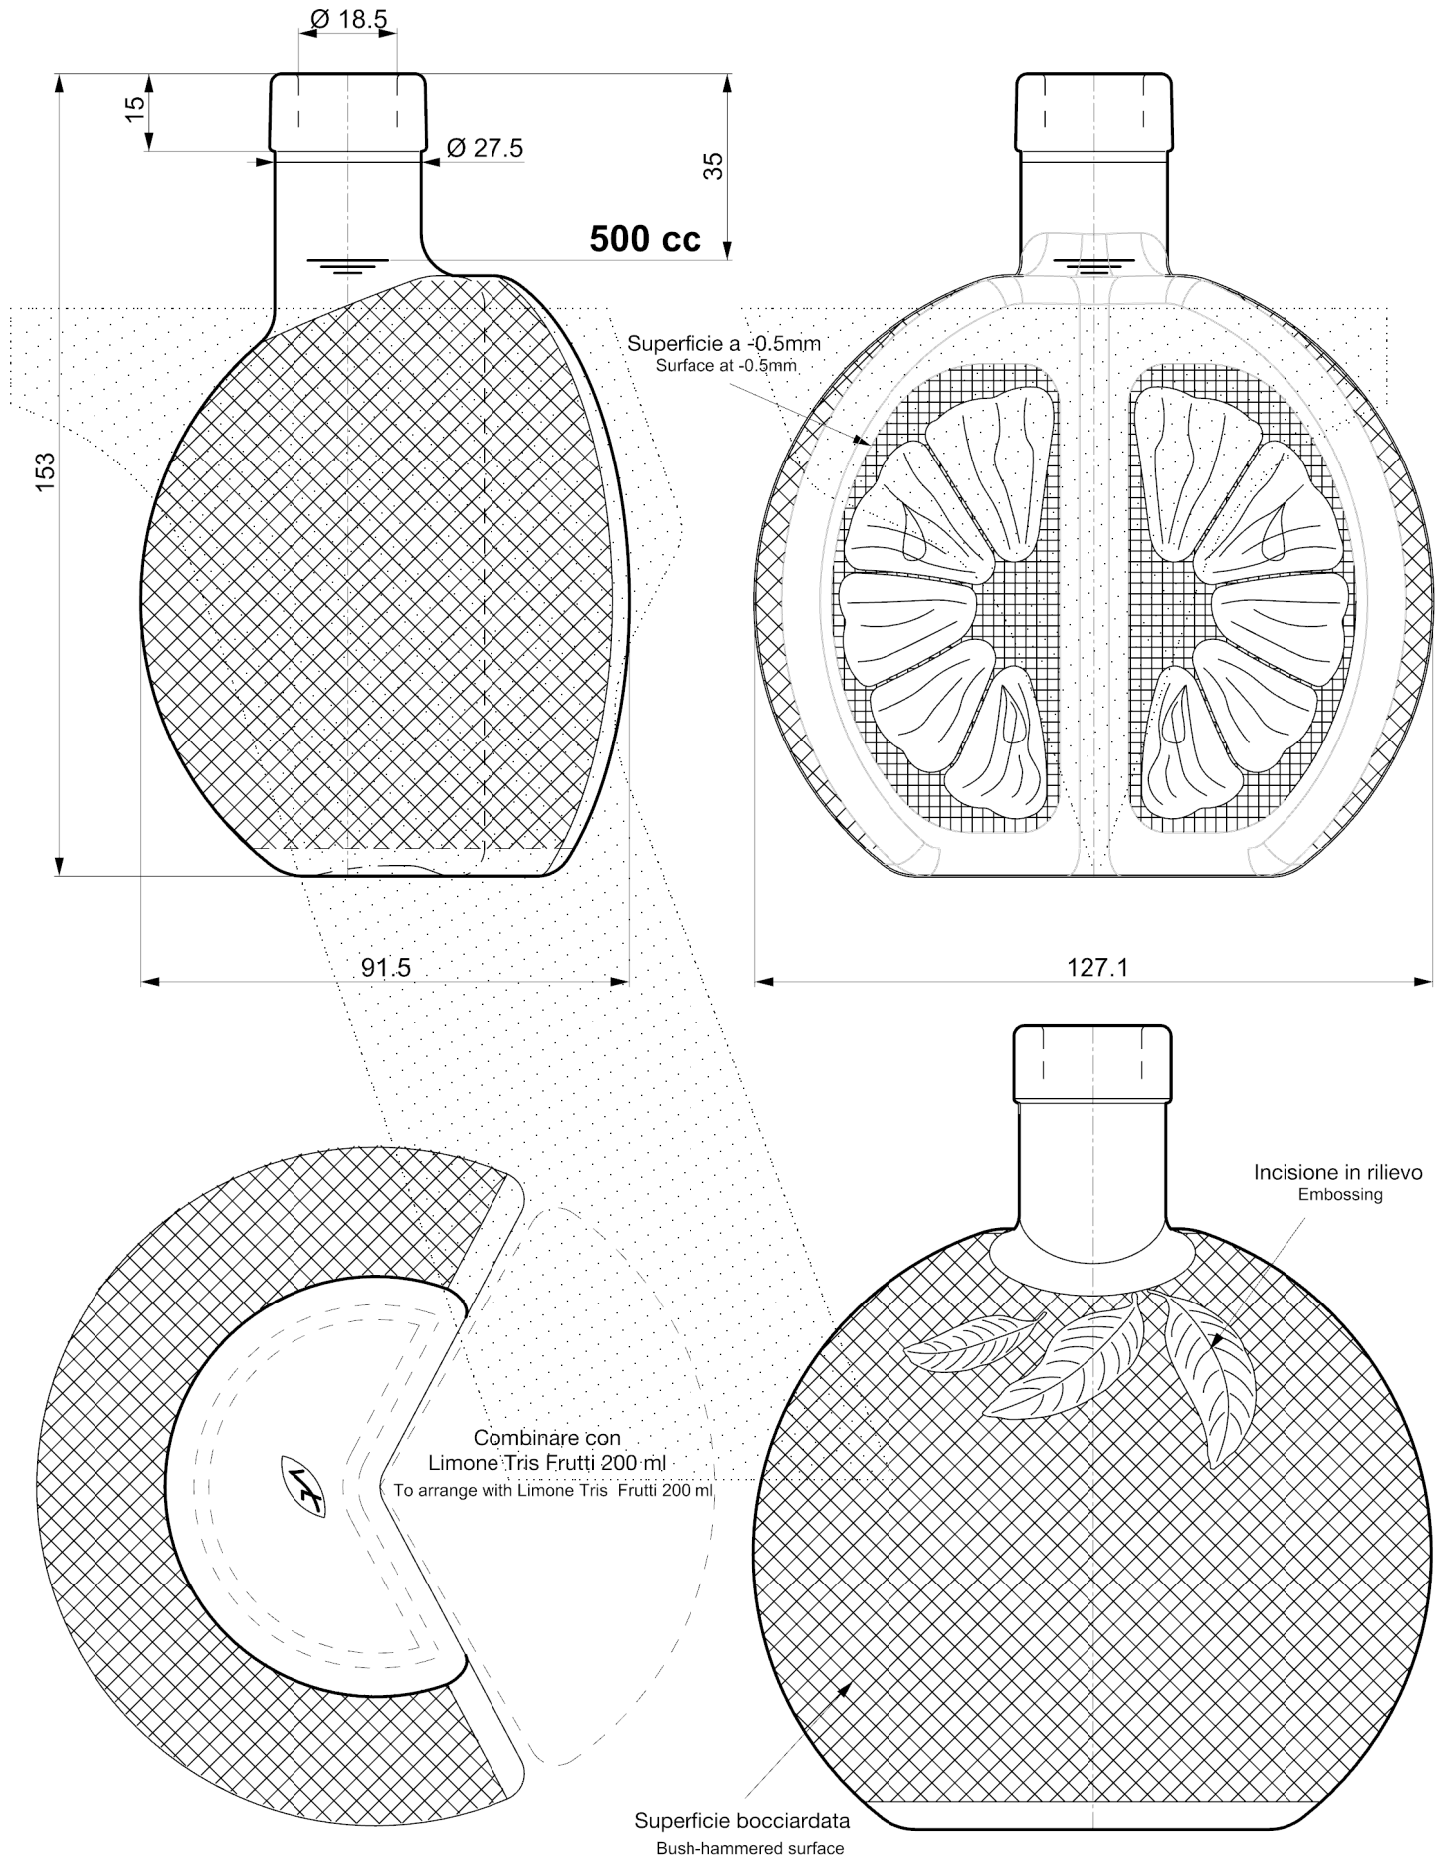 Ø 18.5
15
Ø 27.5
35
500 cc
153
Superficie a -0.5mm
Surface at -0.5mm
91.5
127.1
Incisione in rilievo
Embossing
Combinare con
Limone Tris Frutti 200 ml
To arrange with Limone Tris Frutti 200 ml
Superficie bocciardata
Bush-hammered surface